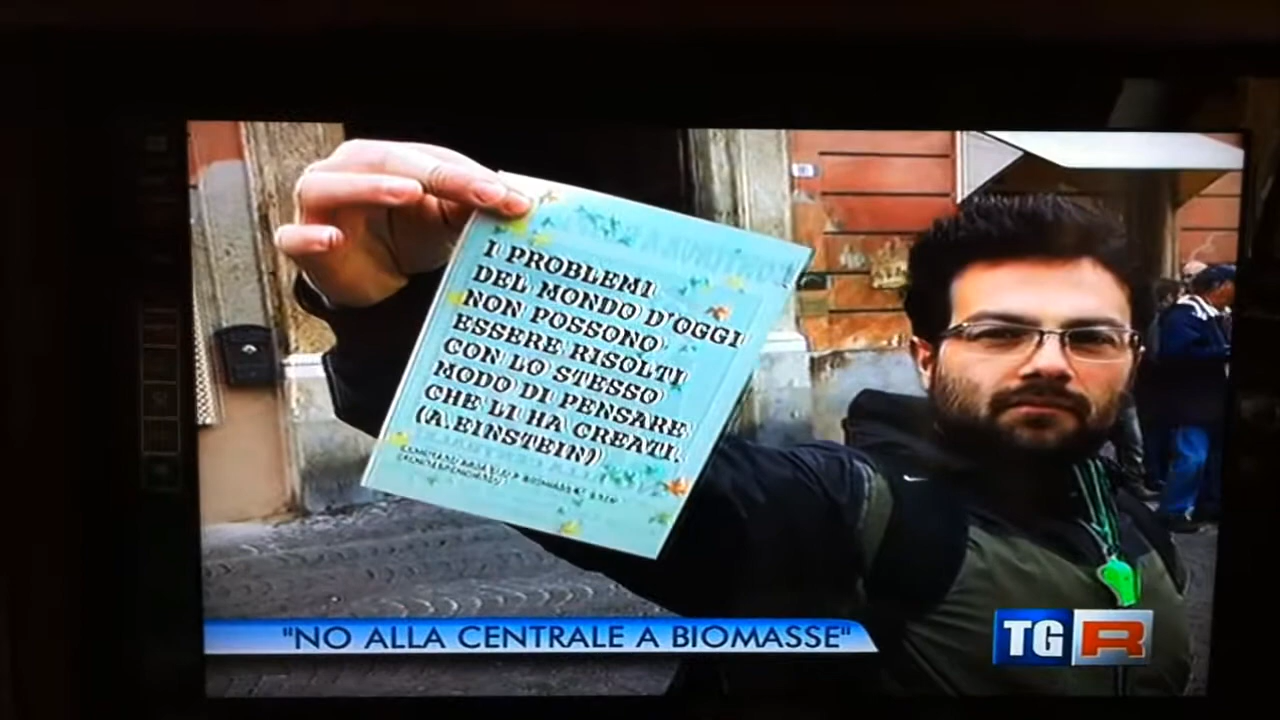 I PROBLEMI
DEL MONDO D'OGGI
NON POSSONO
ESSERE RISOLTI
CON LO STESSO
MODO DI PENSARE
CHE LI HA CREATI.
(A. EINSTEIN)
"NO ALLA CENTRALE A BIOMASSE"
TGR